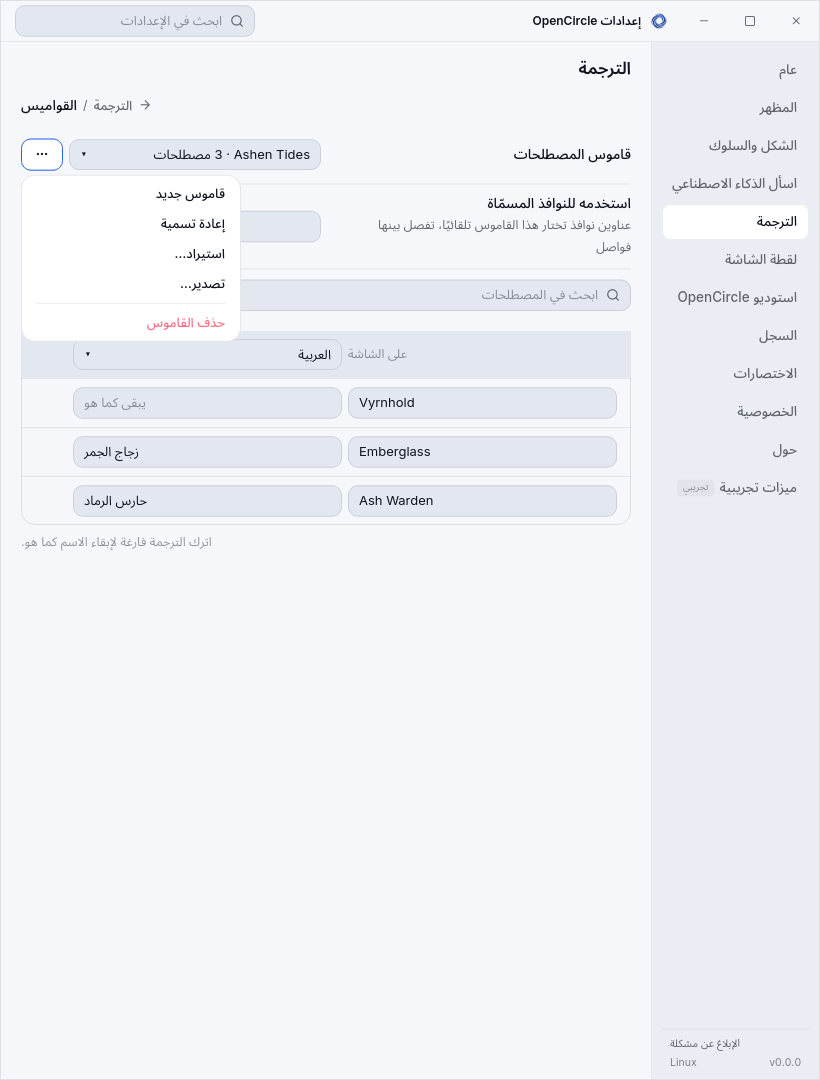 إعدادات OpenCircle
ابحث في الإعدادات
عام
المظهر
الشكل والسلوك
اسأل الذكاء الاصطناعي
الترجمة
لقطة الشاشة
استوديو OpenCircle
السجل
الاختصارات
الخصوصية
حول
ميزات تجريبية تجريبي
الإبلاغ عن مشكلة
v0.0.0 Linux
الترجمة
الترجمة / القواميس
قاموس المصطلحات
Ashen Tides · 3 مصطلحات
...
قاموس جديد
إعادة تسمية
استيراد...
تصدير...
حذف القاموس
استخدمه للنوافذ المسمّاة
عناوين نوافذ تختار هذا القاموس تلقائيًا، تفصل بينها
فواصل
ابحث في المصطلحات
على الشاشة
العربية
Vyrnhold
يبقى كما هو
Emberglass
زجاج الجمر
Ash Warden
حارس الرماد
اترك الترجمة فارغة لإبقاء الاسم كما هو.